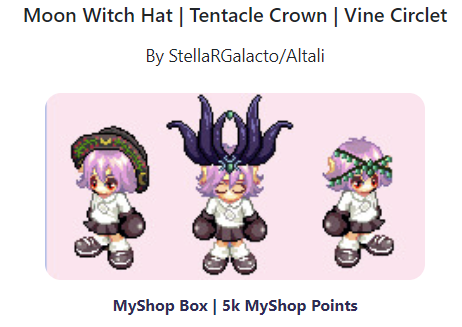 Moon Witch Hat | Tentacle Crown | Vine Circlet
By StellaRGalacto/Altali
MyShop Box | 5k MyShop Points